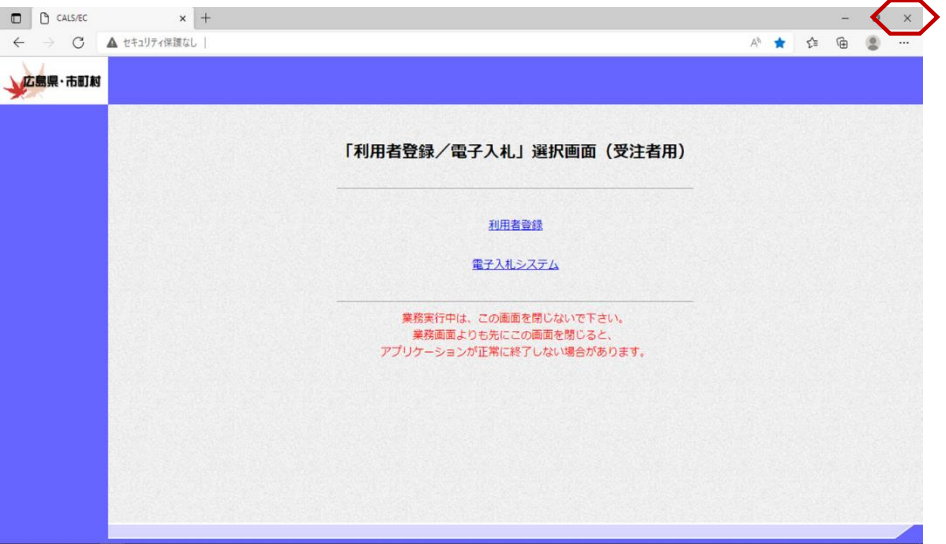 CALS/EC
セキュリティ保護なし
広島県・市町村
「利用者登録／電子入札」選択画面（受注者用）
利用者登録
電子入札システム
業務実行中は、この画面を閉じないで下さい。
業務画面よりも先にこの画面を閉じると、
アプリケーションが正常に終了しない場合があります。